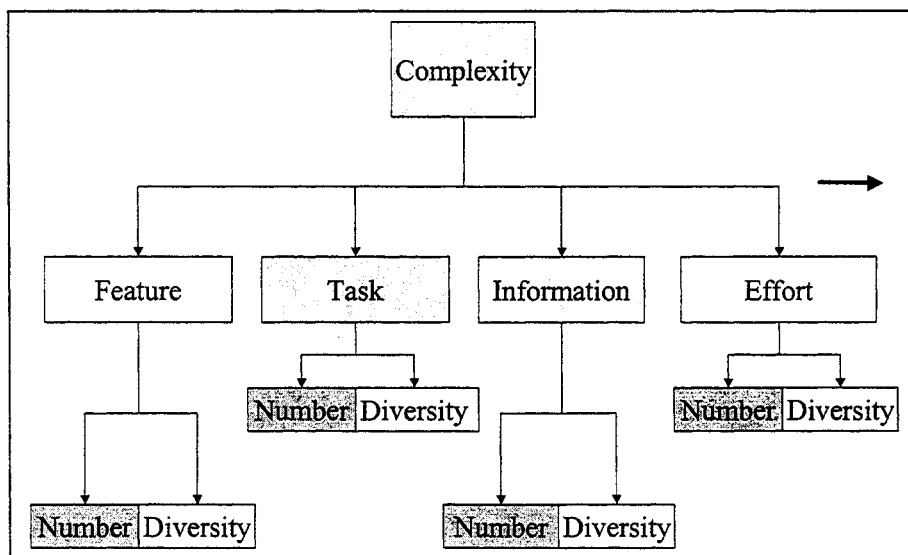 Complexity
Feature
Task
Information
Effort
Number Diversity
Number Diversity
Number Diversity
Number Diversity